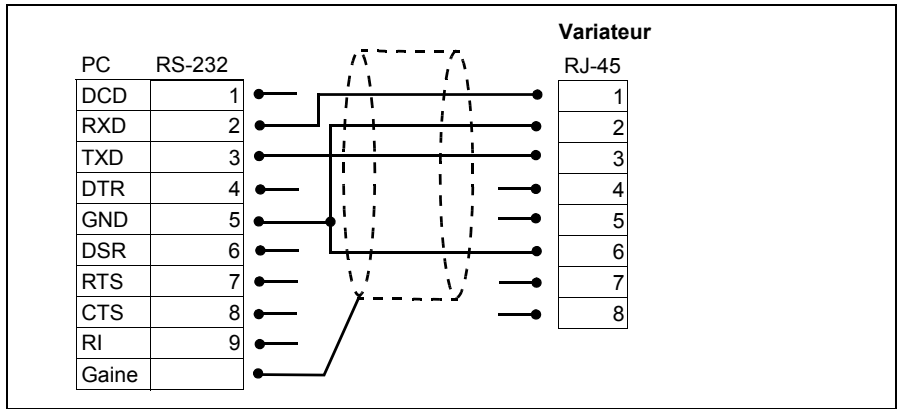 Variateur
PC RS-232 RJ-45
DCD 1 1
RXD 2 2
TXD 3 3
DTR 4 4
GND 5 5
DSR 6 6
RTS 7 7
CTS 8 8
RI 9
Gaine